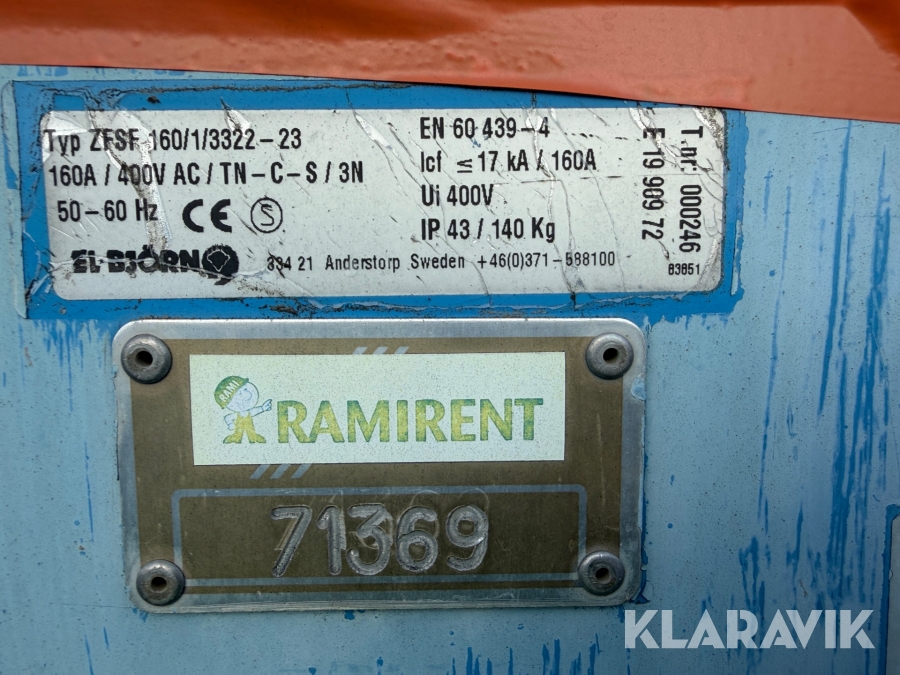 Typ ZFSF 160/1/3322-23
160A / 400V AC / TN-C-S / 3N
50-60 Hz CE S
EL-BJÖRN
334 21 Anderstorp Sweden +46(0)371-588100
EN 60 439-4
Icf ≤ 17 kA / 160A
Ui 400V
IP 43 / 140 Kg
T.nr: 000246
E 19 909 72
83851
RAMI
RAMIRENT
71369
KLARAVIK